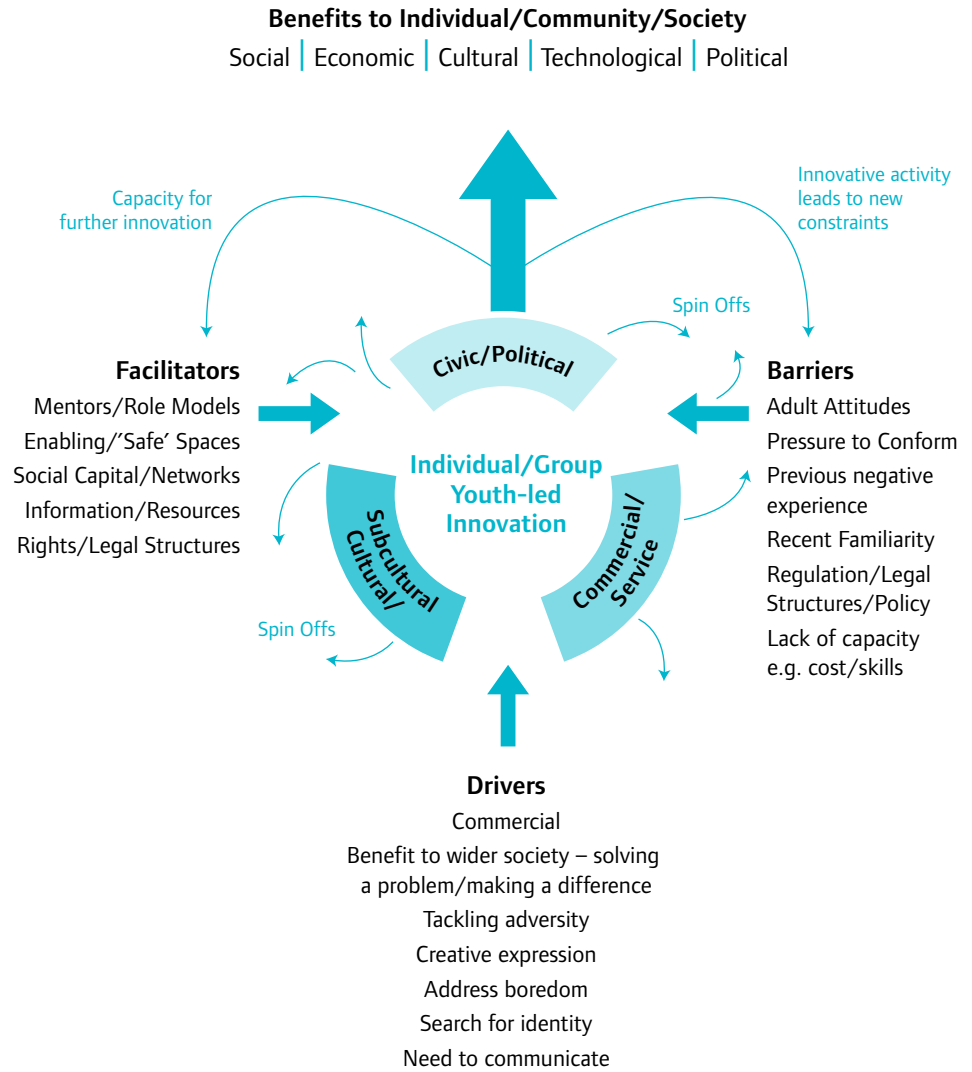 Benefits to Individual/Community/Society
Social | Economic | Cultural | Technological | Political
Capacity for
further innovation
Innovative activity
leads to new
constraints
Spin Offs
Civic/Political
Facilitators
Mentors/Role Models
Enabling/‘Safe’ Spaces
Social Capital/Networks
Information/Resources
Rights/Legal Structures
Individual/Group
Youth-led
Innovation
Barriers
Adult Attitudes
Pressure to Conform
Previous negative
experience
Recent Familiarity
Regulation/Legal
Structures/Policy
Lack of capacity
e.g. cost/skills
Subcultural
Cultural/
Commercial/
Service
Spin Offs
Drivers
Commercial
Benefit to wider society – solving
a problem/making a difference
Tackling adversity
Creative expression
Address boredom
Search for identity
Need to communicate